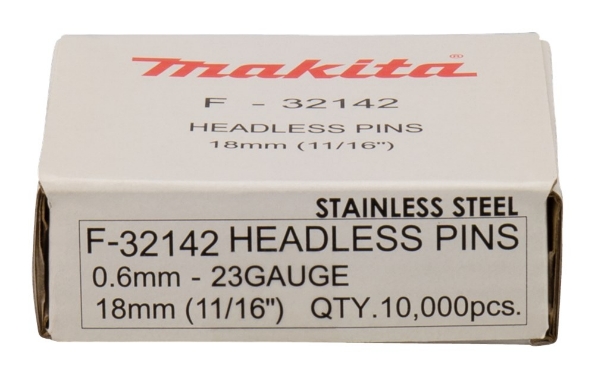 makita®
F - 32142
HEADLESS PINS
18mm (11/16")
STAINLESS STEEL
F-32142 HEADLESS PINS
0.6mm - 23GAUGE
18mm (11/16") QTY.10,000pcs.